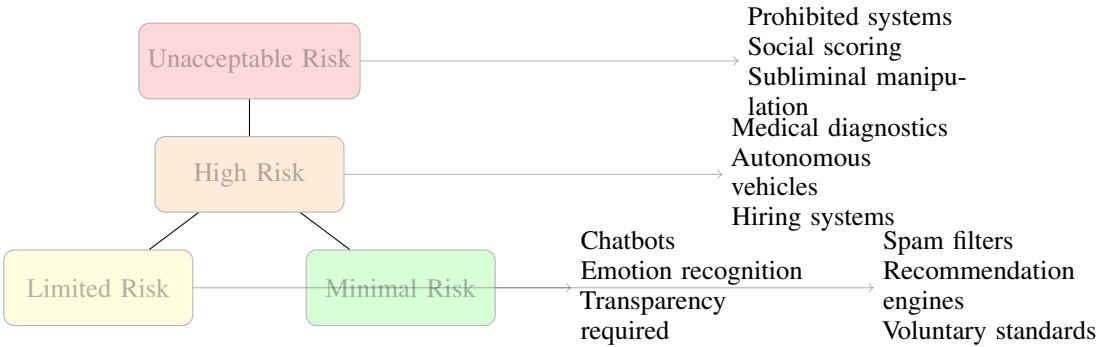 Unacceptable Risk
Prohibited systems
Social scoring
Subliminal manipu-
lation
High Risk
Medical diagnostics
Autonomous
vehicles
Hiring systems
Limited Risk
Minimal Risk
Chatbots
Emotion recognition
Transparency
required
Spam filters
Recommendation
engines
Voluntary standards